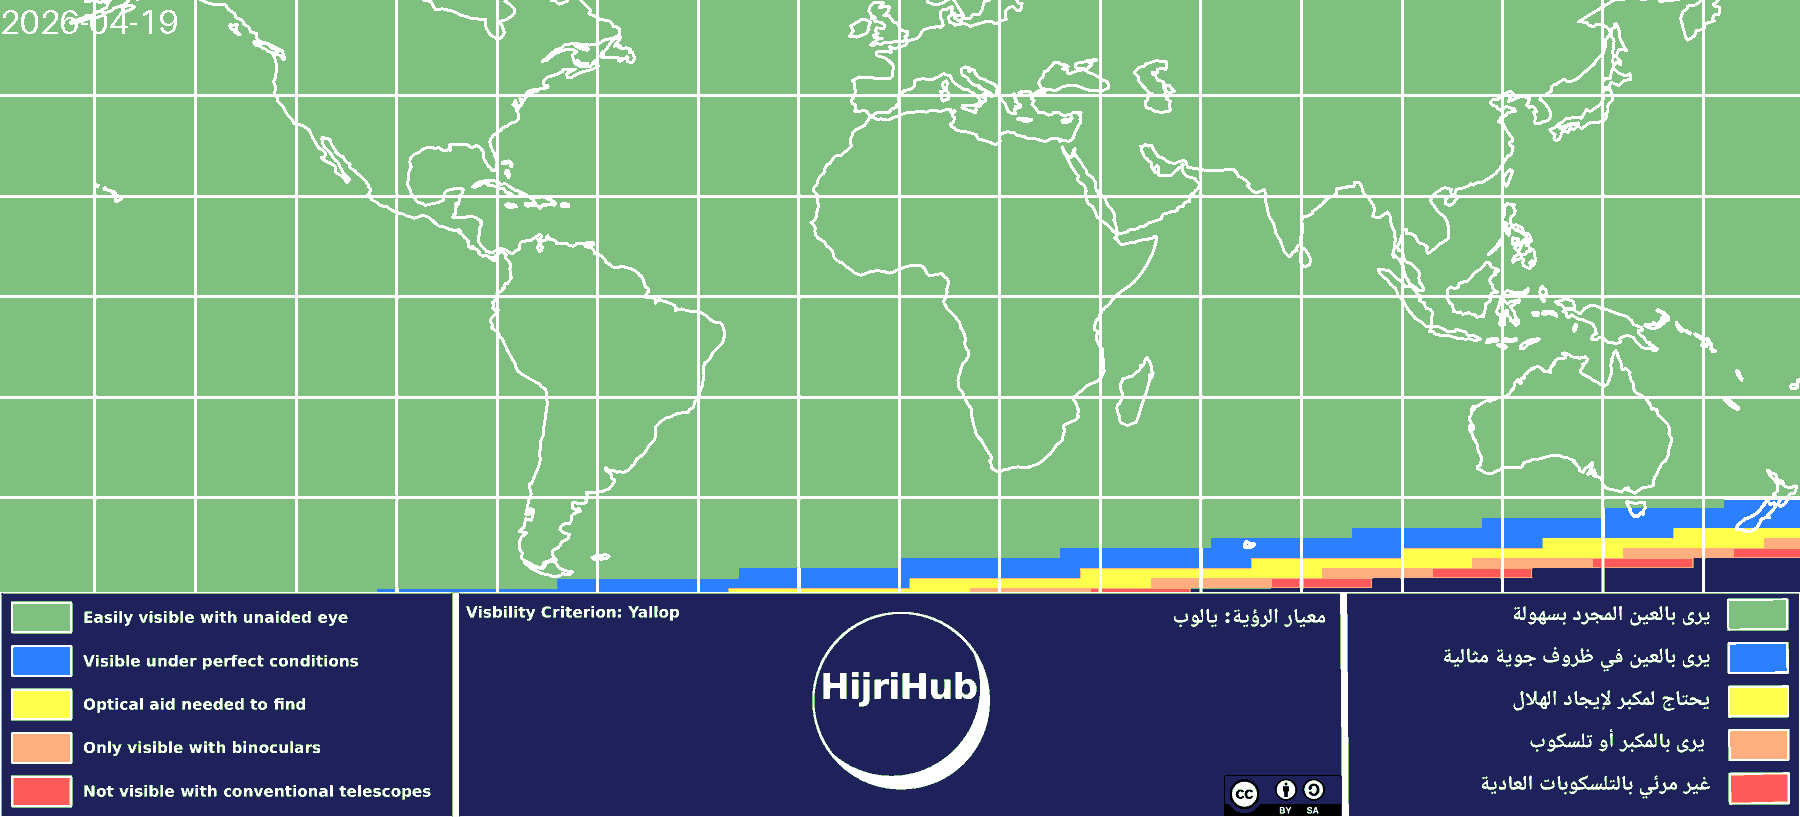 2026-04-19
Easily visible with unaided eye
Visible under perfect conditions
Optical aid needed to find
Only visible with binoculars
Not visible with conventional telescopes
Visbility Criterion: Yallop
معيار الرؤية: يالوب
HijriHub
cc
BY SA
يرى بالعين المجرد بسهولة
يرى بالعين في ظروف جوية مثالية
يحتاج لمكبر لإيجاد الهلال
يرى بالمكبر أو تلسكوب
غير مرئي بالتلسكوبات العادية